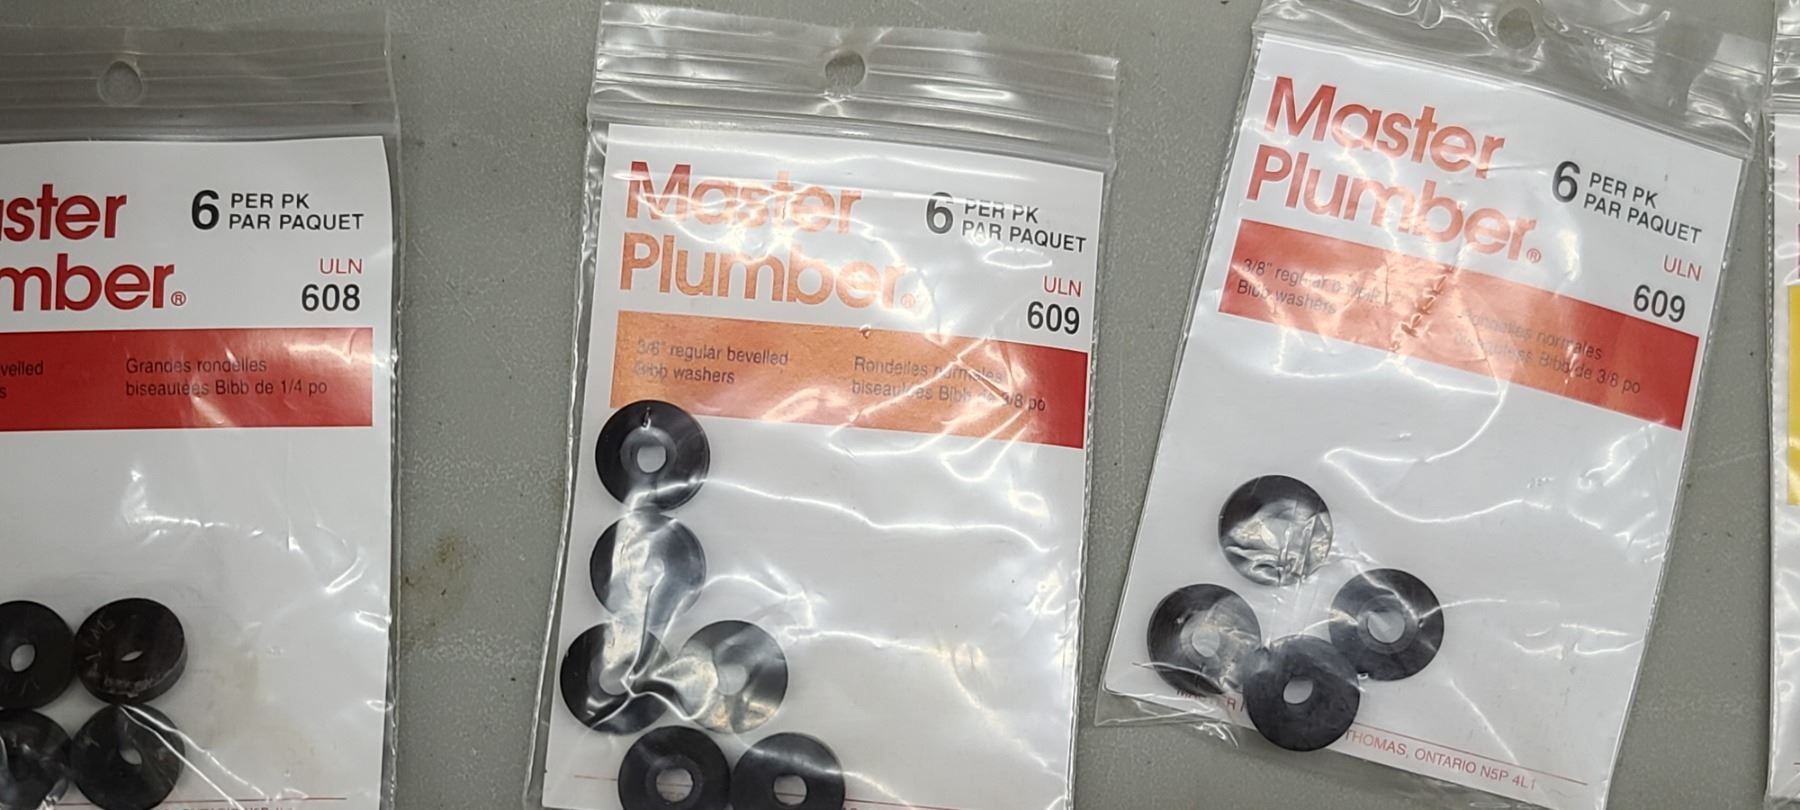 ster
mber®
6 PER PK
PAR PAQUET
ULN
608
velled
s
Grandes rondelles
biseautées Bibb de 1/4 po
Master
Plumber®
6 PER PK
PAR PAQUET
ULN
609
3/8" regular bevelled
Bibb washers
Rondelles normales
biseautées Bibb de 3/8 po
Master
Plumber®
6 PER PK
PAR PAQUET
ULN
609
3/8" regular
Bibb washers
Rondelles normales
biseautées Bibb de 3/8 po
THOMAS, ONTARIO N5P 4L1